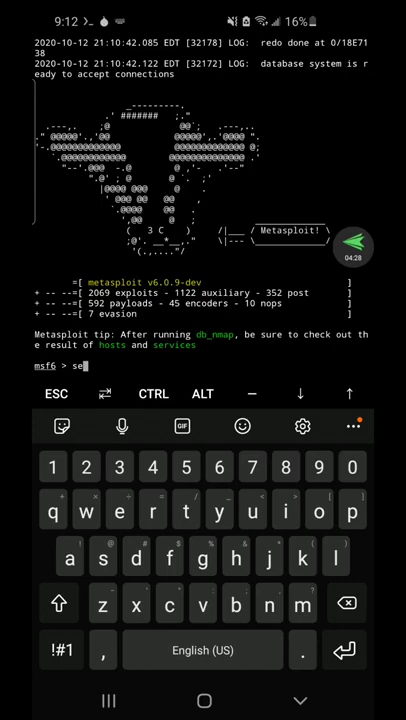 9:12
16%
2020-10-12 21:10:42.085 EDT [32178] LOG:  redo done at 0/18E71
38
2020-10-12 21:10:42.122 EDT [32172] LOG:  database system is r
eady to accept connections
Metasploit!
04:28
=[ metasploit v6.0.9-dev ]
+ -- --=[ 2069 exploits - 1122 auxiliary - 352 post ]
+ -- --=[ 592 payloads - 45 encoders - 10 nops ]
+ -- --=[ 7 evasion ]
Metasploit tip: After running db_nmap, be sure to check out th
e result of hosts and services
msf6 > se
ESC CTRL ALT
GIF
1 2 3 4 5 6 7 8 9 0
q w e r t y u i o p
a s d f g h j k l
z x c v b n m
!#1 , English (US) .